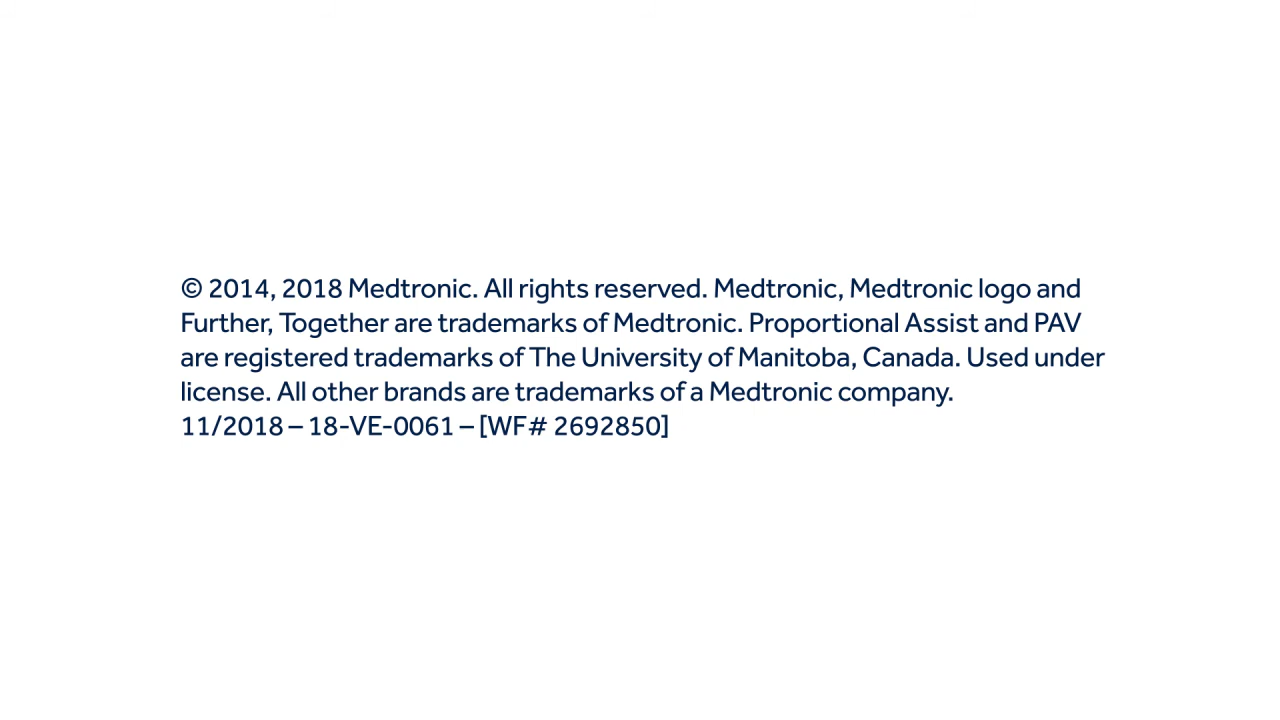 © 2014, 2018 Medtronic. All rights reserved. Medtronic, Medtronic logo and
Further, Together are trademarks of Medtronic. Proportional Assist and PAV
are registered trademarks of The University of Manitoba, Canada. Used under
license. All other brands are trademarks of a Medtronic company.
11/2018 – 18-VE-0061 – [WF# 2692850]